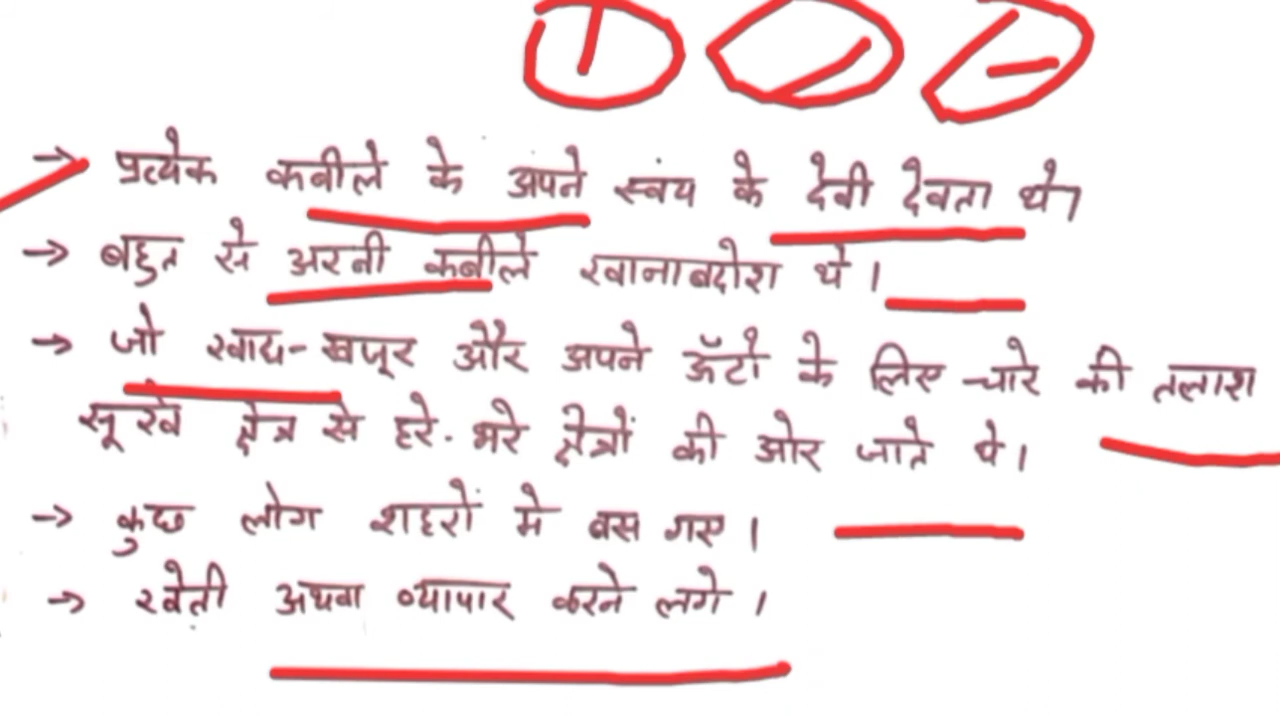 → प्रत्येक कबीले के अपने स्वंय के देवी देवता थे।
→ बहुत से अरबी कबीले खानाबदोश थे।
→ जो खाद्य-खजूर और अपने ऊँटो के लिए चारे की तलाश
सूखे क्षेत्र से हरे-भरे क्षेत्रों की ओर जाते थे।
→ कुछ लोग शहरों मे बस गए।
→ खेती अथवा व्यापार करने लगे।